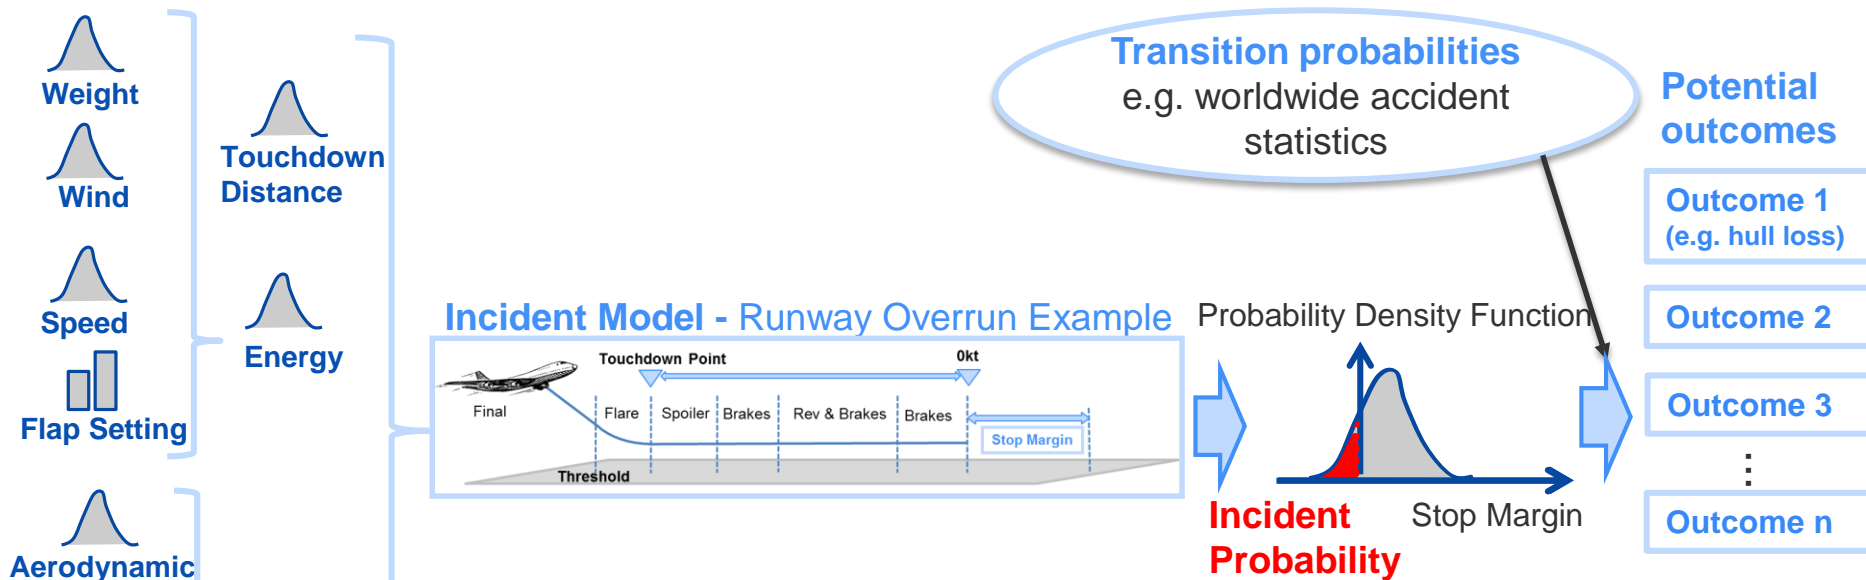 Weight
Wind
Speed
Flap Setting
Aerodynamic
Touchdown
Distance
Energy
Incident Model - Runway Overrun Example
Touchdown Point
0kt
Final
Flare
Spoiler
Brakes
Rev & Brakes
Brakes
Stop Margin
Threshold
Transition probabilities
e.g. worldwide accident
statistics
Probability Density Function
Incident
Probability
Stop Margin
Potential
outcomes
Outcome 1
(e.g. hull loss)
Outcome 2
Outcome 3
⋮
Outcome n